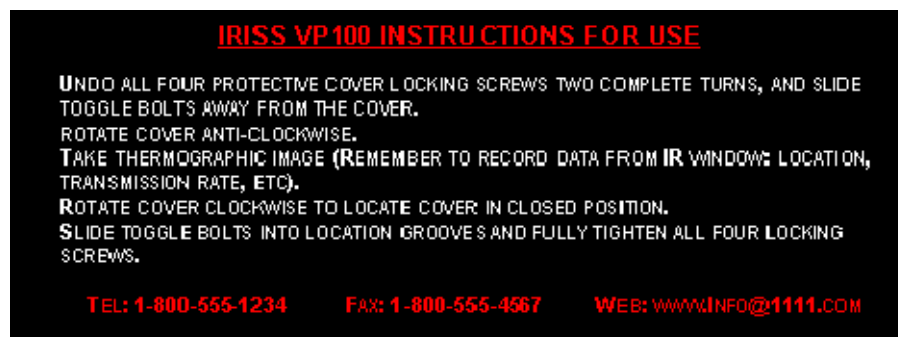 IRISS VP100 INSTRUCTIONS FOR USE
UNDO ALL FOUR PROTECTIVE COVER LOCKING SCREWS TWO COMPLETE TURNS, AND SLIDE
TOGGLE BOLTS AWAY FROM THE COVER.
ROTATE COVER ANTI-CLOCKWISE.
TAKE THERMOGRAPHIC IMAGE (REMEMBER TO RECORD DATA FROM IR WINDOW: LOCATION,
TRANSMISSION RATE, ETC).
ROTATE COVER CLOCKWISE TO LOCATE COVER IN CLOSED POSITION.
SLIDE TOGGLE BOLTS INTO LOCATION GROOVES AND FULLY TIGHTEN ALL FOUR LOCKING
SCREWS.
TEL: 1-800-555-1234 FAX: 1-800-555-4567 WEB: WWW.INFO@1111.COM